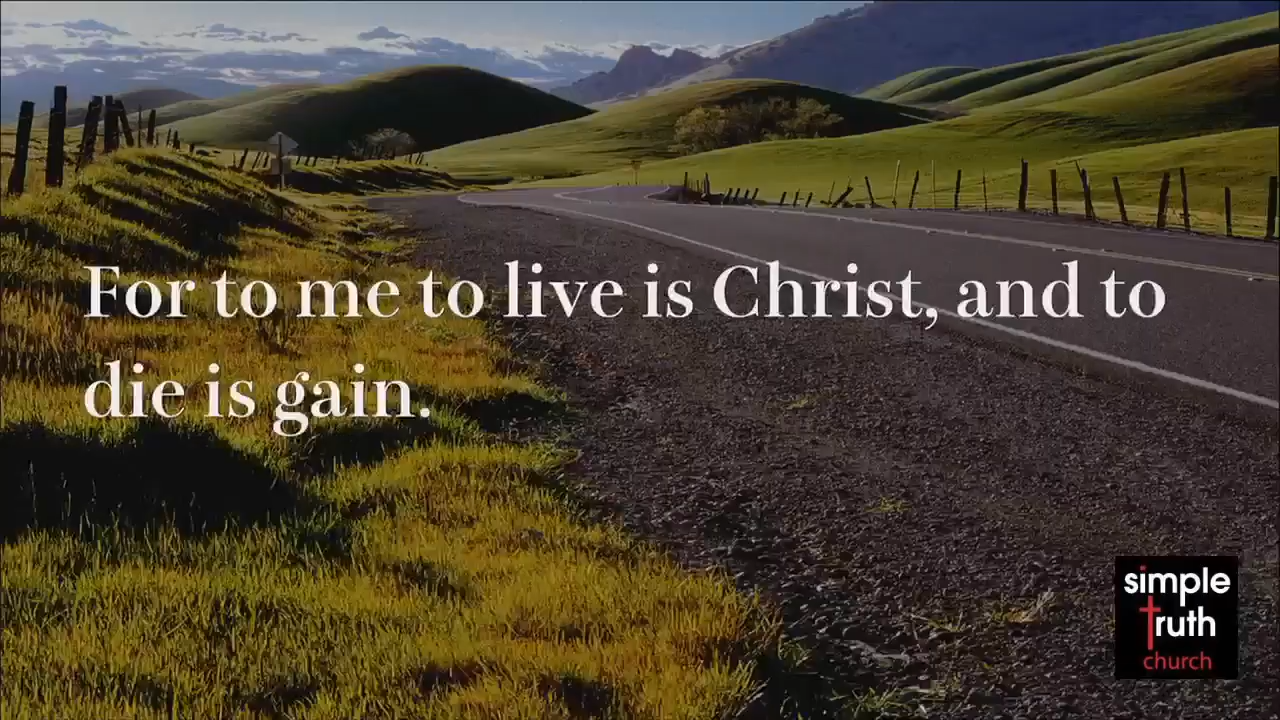 For to me to live is Christ, and to
die is gain.
simple
truth
church